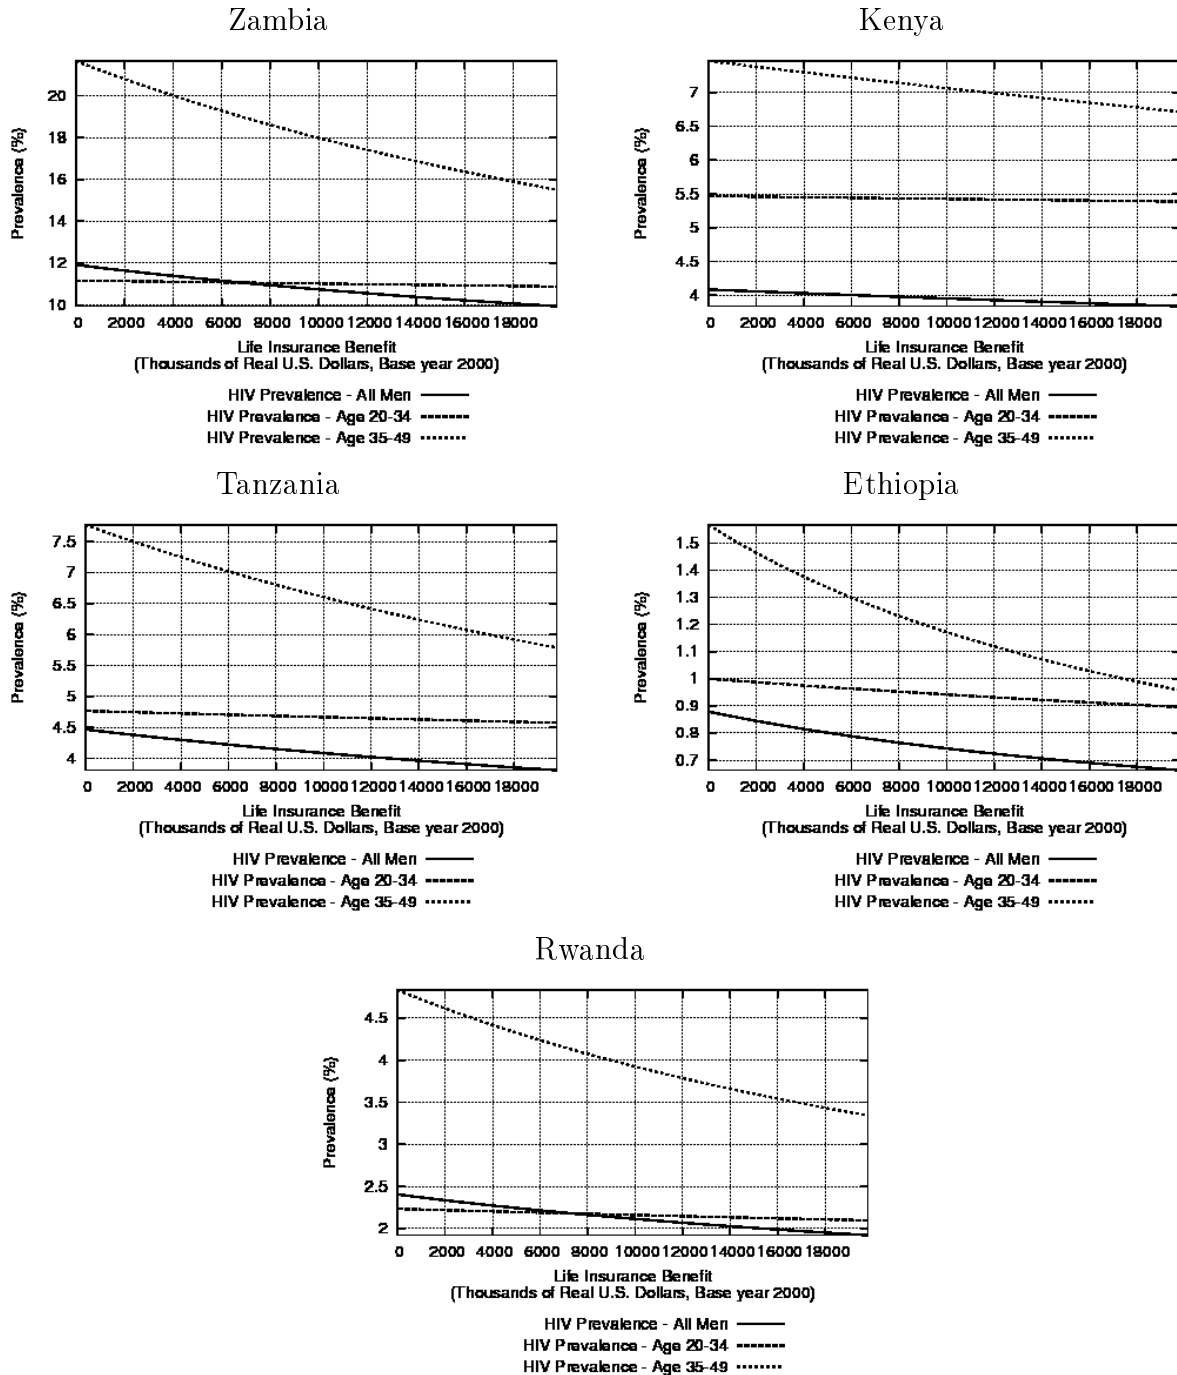 Zambia
Prevalence (%)
20
18
16
14
12
10
0 2000 4000 6000 8000 10000 12000 14000 16000 18000
Life Insurance Benefit
(Thousands of Real U.S. Dollars, Base year 2000)
HIV Prevalence - All Men
HIV Prevalence - Age 20-34
HIV Prevalence - Age 35-49
Kenya
Prevalence (%)
7
6.5
6
5.5
5
4.5
4
0 2000 4000 6000 8000 10000 12000 14000 16000 18000
Life Insurance Benefit
(Thousands of Real U.S. Dollars, Base year 2000)
HIV Prevalence - All Men
HIV Prevalence - Age 20-34
HIV Prevalence - Age 35-49
Tanzania
Prevalence (%)
7.5
7
6.5
6
5.5
5
4.5
4
0 2000 4000 6000 8000 10000 12000 14000 16000 18000
Life Insurance Benefit
(Thousands of Real U.S. Dollars, Base year 2000)
HIV Prevalence - All Men
HIV Prevalence - Age 20-34
HIV Prevalence - Age 35-49
Ethiopia
Prevalence (%)
1.5
1.4
1.3
1.2
1.1
1
0.9
0.8
0.7
0 2000 4000 6000 8000 10000 12000 14000 16000 18000
Life Insurance Benefit
(Thousands of Real U.S. Dollars, Base year 2000)
HIV Prevalence - All Men
HIV Prevalence - Age 20-34
HIV Prevalence - Age 35-49
Rwanda
Prevalence (%)
4.5
4
3.5
3
2.5
2
0 2000 4000 6000 8000 10000 12000 14000 16000 18000
Life Insurance Benefit
(Thousands of Real U.S. Dollars, Base year 2000)
HIV Prevalence - All Men
HIV Prevalence - Age 20-34
HIV Prevalence - Age 35-49